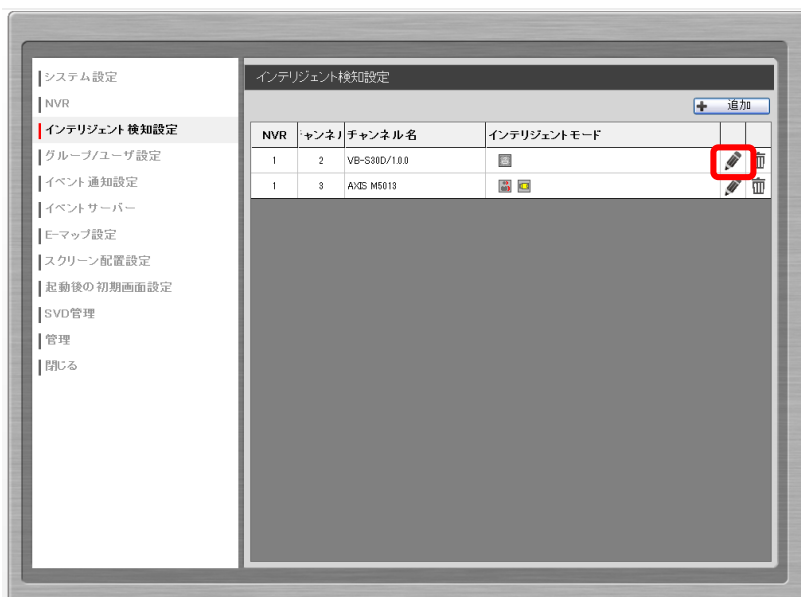 システム設定
NVR
インテリジェント検知設定
グループ/ユーザ設定
イベント通知設定
イベントサーバー
E-マップ設定
スクリーン配置設定
起動後の初期画面設定
SVD管理
管理
閉じる
インテリジェント検知設定
追加
NVR チャンネル チャンネル名 インテリジェントモード
1 2 VB-S30D/1.0.0
1 3 AXIS M5013